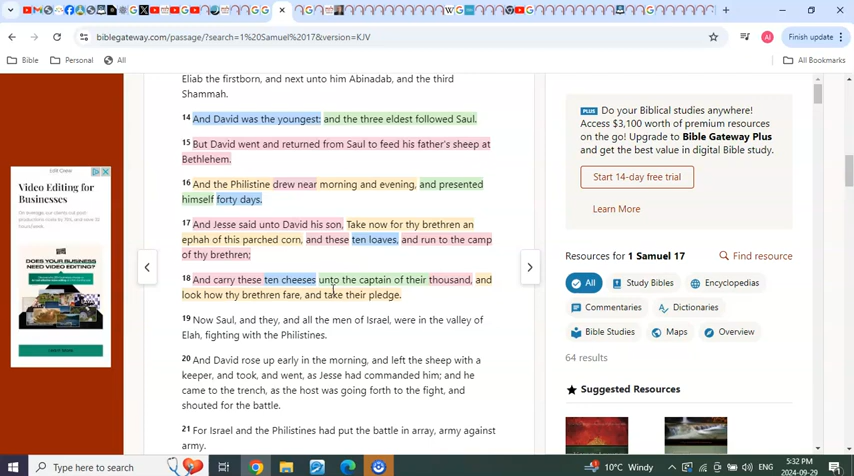 biblegateway.com/passage/?search=1%20Samuel%2017&version=KJV
AI
Finish update
Bible
Personal
All
All Bookmarks
Eliab the firstborn, and next unto him Abinadab, and the third
Shammah.
14 And David was the youngest: and the three eldest followed Saul.
15 But David went and returned from Saul to feed his father's sheep at
Bethlehem.
16 And the Philistine drew near morning and evening, and presented
himself forty days.
17 And Jesse said unto David his son, Take now for thy brethren an
ephah of this parched corn, and these ten loaves, and run to the camp
of thy brethren;
18 And carry these ten cheeses unto the captain of their thousand, and
look how thy brethren fare, and take their pledge.
19 Now Saul, and they, and all the men of Israel, were in the valley of
Elah, fighting with the Philistines.
20 And David rose up early in the morning, and left the sheep with a
keeper, and took, and went, as Jesse had commanded him; and he
came to the trench, as the host was going forth to the fight, and
shouted for the battle.
21 For Israel and the Philistines had put the battle in array, army against
army.
Video Editing for
Businesses
PLUS Do your Biblical studies anywhere!
Access $3,100 worth of premium resources
on the go! Upgrade to Bible Gateway Plus
and get the best value in digital Bible study.
Start 14-day free trial
Learn More
Resources for 1 Samuel 17
Find resource
All
Study Bibles
Encyclopedias
Commentaries
Dictionaries
Bible Studies
Maps
Overview
64 results
Suggested Resources
Type here to search
10°C Windy
ENG
5:32 PM
2024-09-29